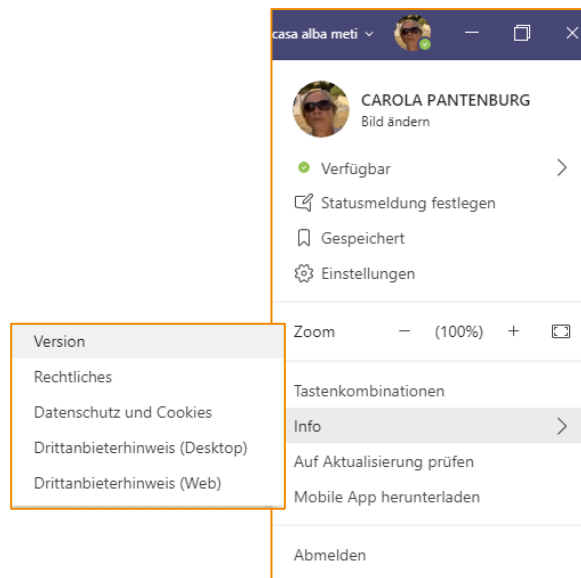 casa alba meti
CAROLA PANTENBURG
Bild ändern
Verfügbar
Statusmeldung festlegen
Gespeichert
Einstellungen
Zoom — (100%) +
Tastenkombinationen
Info
Auf Aktualisierung prüfen
Mobile App herunterladen
Abmelden
Version
Rechtliches
Datenschutz und Cookies
Drittanbieterhinweis (Desktop)
Drittanbieterhinweis (Web)